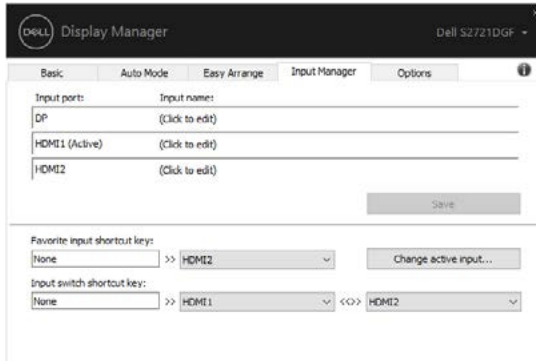 DELL Display Manager Dell S2721DGF
Basic Auto Mode Easy Arrange Input Manager Options
Input port: Input name:
DP (Click to edit)
HDMI1 (Active) (Click to edit)
HDMI2 (Click to edit)
Save
Favorite input shortcut key:
None >> HDMI2 Change active input...
Input switch shortcut key:
None >> HDMI1 <<>> HDMI2